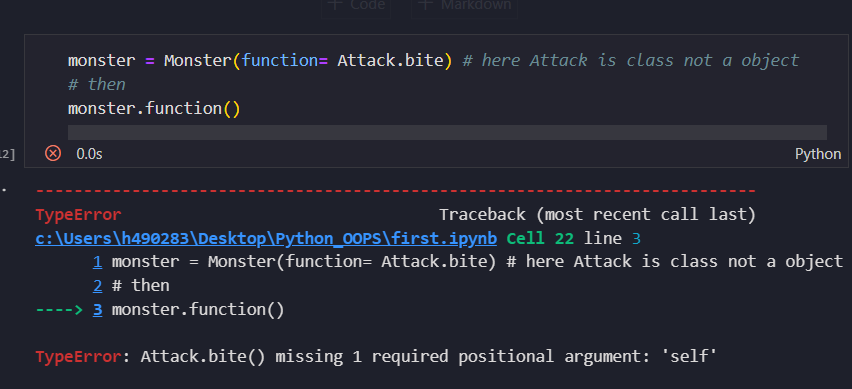 + Code + Markdown
monster = Monster(function= Attack.bite) # here Attack is class not a object
# then
monster.function()
12]
0.0s
Python
---------------------------------------------------------------------------
TypeError Traceback (most recent call last)
c:\Users\h490283\Desktop\Python_OOPS\first.ipynb Cell 22 line 3
1 monster = Monster(function= Attack.bite) # here Attack is class not a object
2 # then
----> 3 monster.function()
TypeError: Attack.bite() missing 1 required positional argument: 'self'